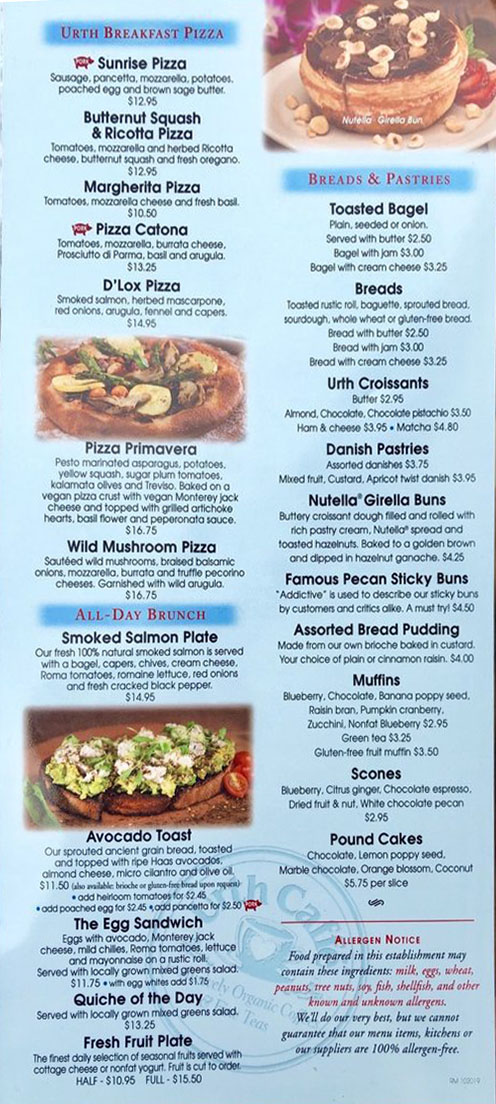 URTH BREAKFAST PIZZA
PORK Sunrise Pizza
Sausage, pancetta, mozzarella, potatoes,
poached egg and brown sage butter.
$12.95
Butternut Squash
& Ricotta Pizza
Tomatoes, mozzarella and herbed Ricotta
cheese, butternut squash and fresh oregano.
$12.95
Margherita Pizza
Tomatoes, mozzarella cheese and fresh basil.
$10.50
PORK Pizza Catona
Tomatoes, mozzarella, burrata cheese,
Prosciutto di Parma, basil and arugula.
$13.25
D'Lox Pizza
Smoked salmon, herbed mascarpone,
red onions, arugula, fennel and capers.
$14.95
Pizza Primavera
Pesto marinated asparagus, potatoes,
yellow squash, sugar plum tomatoes,
kalamata olives and Treviso. Baked on a
vegan pizza crust with vegan Monterey jack
cheese and topped with grilled artichoke
hearts, basil flower and peperonata sauce.
$16.75
Wild Mushroom Pizza
Sautéed wild mushrooms, braised balsamic
onions, mozzarella, burrata and truffle pecorino
cheeses. Garnished with wild arugula.
$16.75
ALL-DAY BRUNCH
Smoked Salmon Plate
Our fresh 100% natural smoked salmon is served
with a bagel, capers, chives, cream cheese,
Roma tomatoes, romaine lettuce, red onions
and fresh cracked black pepper.
$14.95
Avocado Toast
Our sprouted ancient grain bread, toasted
and topped with ripe Haas avocados,
almond cheese, micro cilantro and olive oil.
$11.50 (also available: brioche or gluten-free bread upon request)
• add heirloom tomatoes for $2.45
• add poached egg for $2.45 • add pancetta for $2.50 PORK
The Egg Sandwich
Eggs with avocado, Monterey jack
cheese, mild chilies, Roma tomatoes, lettuce
and mayonnaise on a rustic roll.
Served with locally grown mixed greens salad.
$11.75 • with egg whites add $1.75
Quiche of the Day
Served with locally grown mixed greens salad.
$13.25
Fresh Fruit Plate
The finest daily selection of seasonal fruits served with
cottage cheese or nonfat yogurt. Fruit is cut to order.
HALF - $10.95 FULL - $15.50
Nutella® Girella Bun
BREADS & PASTRIES
Toasted Bagel
Plain, seeded or onion.
Served with butter $2.50
Bagel with jam $3.00
Bagel with cream cheese $3.25
Breads
Toasted rustic roll, baguette, sprouted bread,
sourdough, whole wheat or gluten-free bread.
Bread with butter $2.50
Bread with jam $3.00
Bread with cream cheese $3.25
Urth Croissants
Butter $2.95
Almond, Chocolate, Chocolate pistachio $3.50
Ham & cheese $3.95 • Matcha $4.80
Danish Pastries
Assorted danishes $3.75
Mixed fruit, Custard, Apricot twist danish $3.95
Nutella® Girella Buns
Buttery croissant dough filled and rolled with
rich pastry cream, Nutella® spread and
toasted hazelnuts. Baked to a golden brown
and dipped in hazelnut ganache. $4.25
Famous Pecan Sticky Buns
"Addictive" is used to describe our sticky buns
by customers and critics alike. A must try! $4.50
Assorted Bread Pudding
Made from our own brioche baked in custard.
Your choice of plain or cinnamon raisin. $4.00
Muffins
Blueberry, Chocolate, Banana poppy seed,
Raisin bran, Pumpkin cranberry,
Zucchini, Nonfat Blueberry $2.95
Green tea $3.25
Gluten-free fruit muffin $3.50
Scones
Blueberry, Citrus ginger, Chocolate espresso,
Dried fruit & nut, White chocolate pecan
$2.95
Pound Cakes
Chocolate, Lemon poppy seed,
Marble chocolate, Orange blossom, Coconut
$5.75 per slice
ALLERGEN NOTICE
Food prepared in this establishment may
contain these ingredients: milk, eggs, wheat,
peanuts, tree nuts, soy, fish, shellfish, and other
known and unknown allergens.
We'll do our very best, but we cannot
guarantee that our menu items, kitchens or
our suppliers are 100% allergen-free.